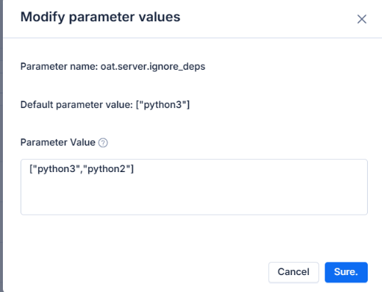 Modify parameter values
Parameter name: oat.server.ignore_deps
Default parameter value: ["python3"]
Parameter Value
["python3","python2"]
Cancel
Sure.